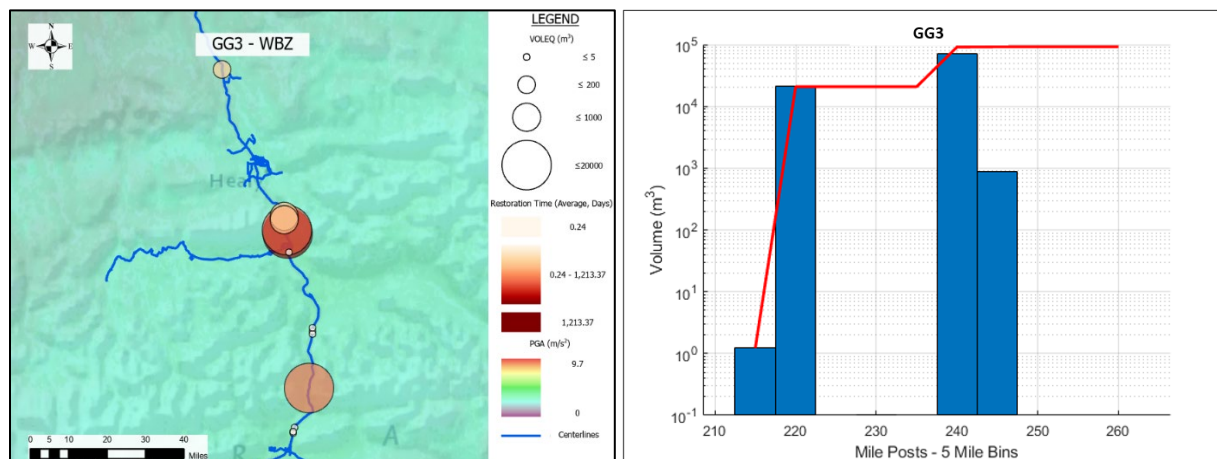 GG3 - WBZ
N
W
E
S
Healy
R
A
0 5 10 20 30 40
Miles
LEGEND
VOLEQ (m³)
≤ 5
≤ 200
≤ 1000
≤20000
Restoration Time (Average, Days)
0.24
0.24 - 1,213.37
1,213.37
PGA (m/s²)
9.7
0
Centerlines
GG3
Volume (m³)
10⁵
10⁴
10³
10²
10¹
10⁰
10⁻¹
210 220 230 240 250 260
Mile Posts - 5 Mile Bins